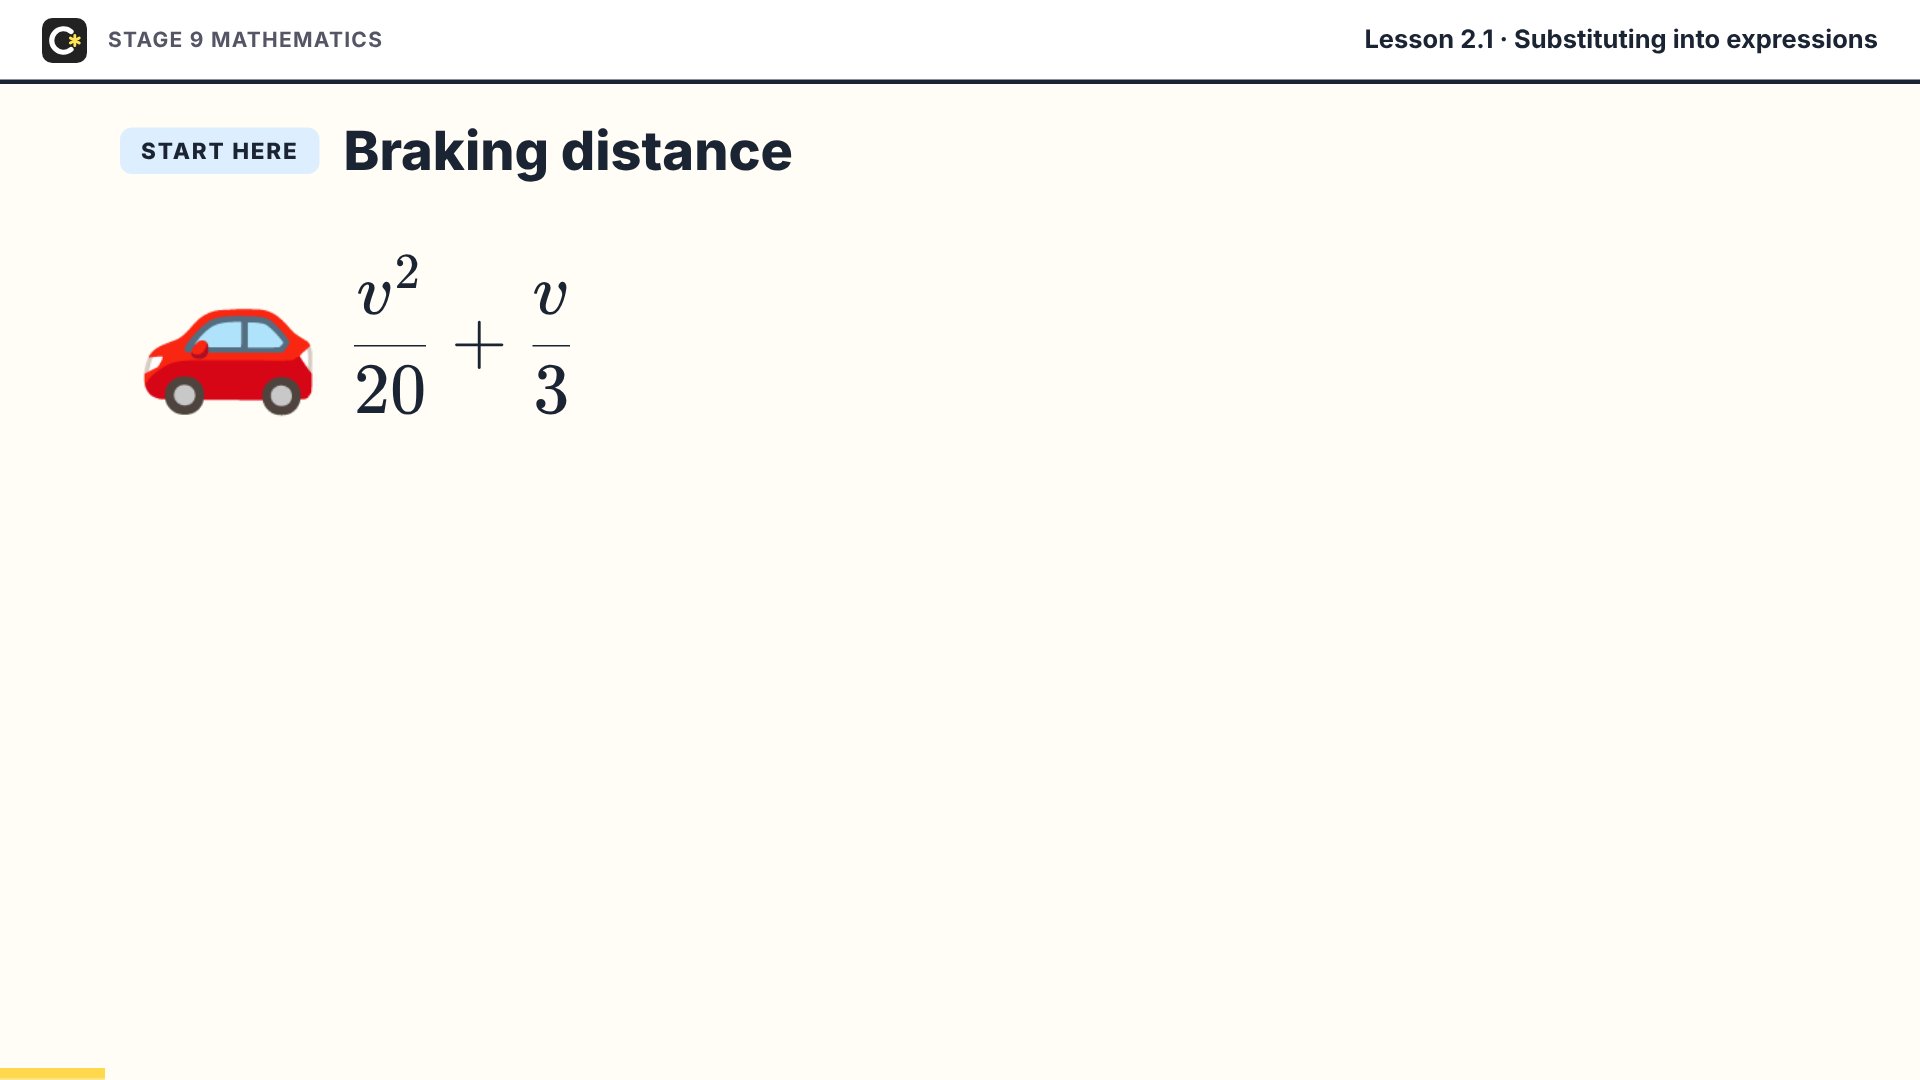 STAGE 9 MATHEMATICS
Lesson 2.1 · Substituting into expressions
START HERE
Braking distance
v²/20 + v/3